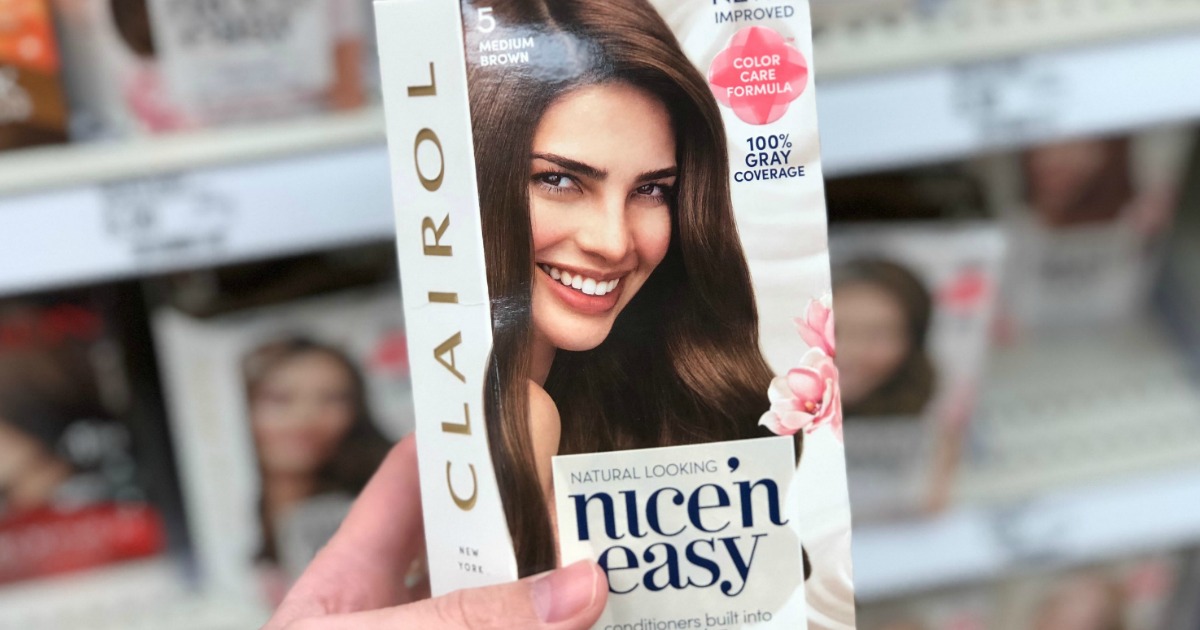 5
MEDIUM
BROWN
CLAIROL
NEW
YORK
IMPROVED
COLOR
CARE
FORMULA
100%
GRAY
COVERAGE
NATURAL LOOKING
nice'n
easy
conditioners built into